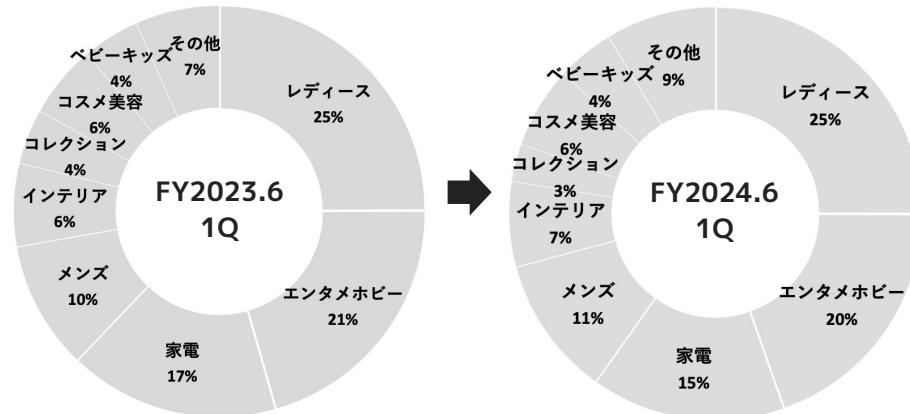 FY2023.6
1Q
レディース
25%
エンタメホビー
21%
家電
17%
メンズ
10%
インテリア
6%
コレクション
4%
コスメ美容
6%
ベビーキッズ
4%
その他
7%
FY2024.6
1Q
レディース
25%
エンタメホビー
20%
家電
15%
メンズ
11%
インテリア
7%
コレクション
3%
コスメ美容
6%
ベビーキッズ
4%
その他
9%